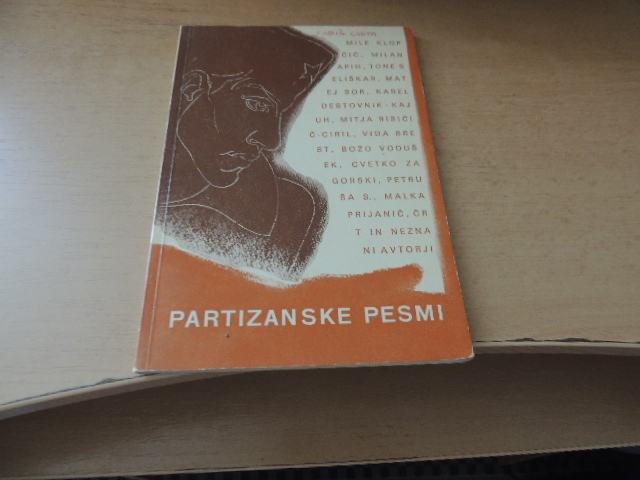 MILE KLOP
ČIČ, MILAN
APIH, TONE S
ELIŠKAR, MAT
EJ BOR, KAREL
DESTOVNIK-KAJ
UH, MITJA RIBIČI
Č-CIRIL, VIDA BRE
ST, BOŽO VODUŠ
EK, CVETKO ZA
GORSKI, PETRU
ŠA S., MALKA
PRIJANIČ, ČR
T IN NEZNA
NI AVTORJI
PARTIZANSKE PESMI